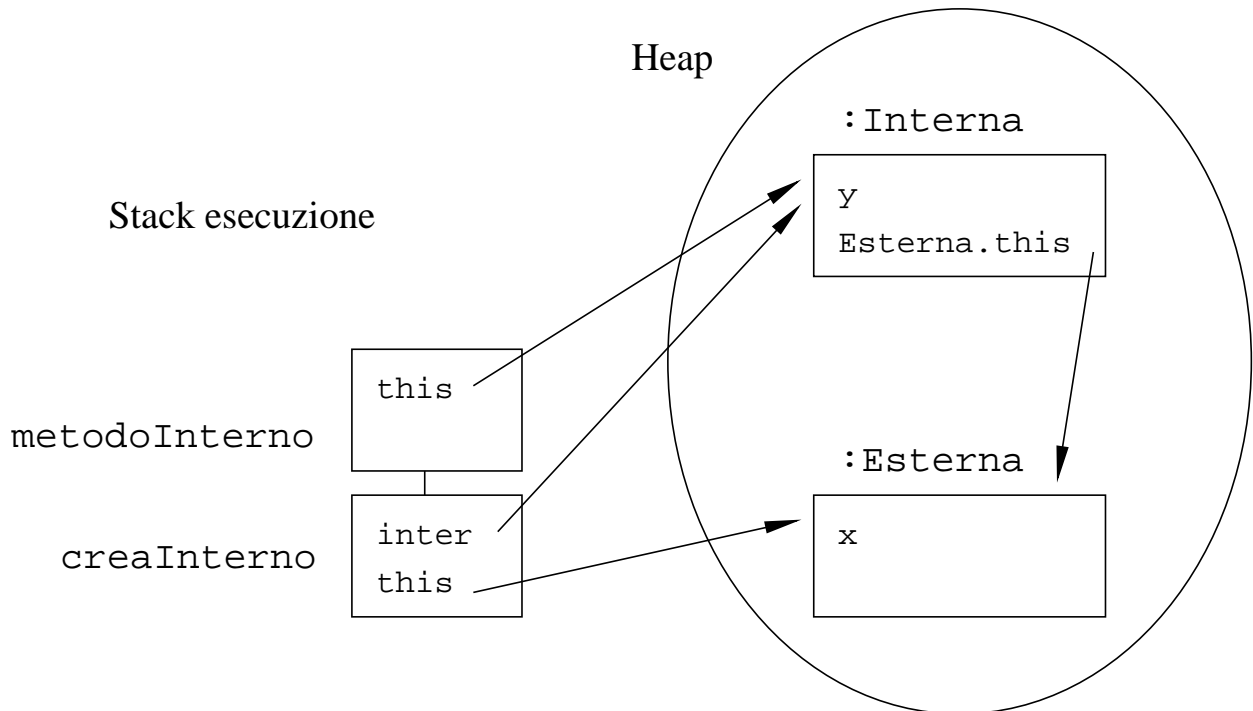 Heap
:Interna
y
Esterna.this
Stack esecuzione
this
metodoInterno
inter
this
creaInterno
:Esterna
x